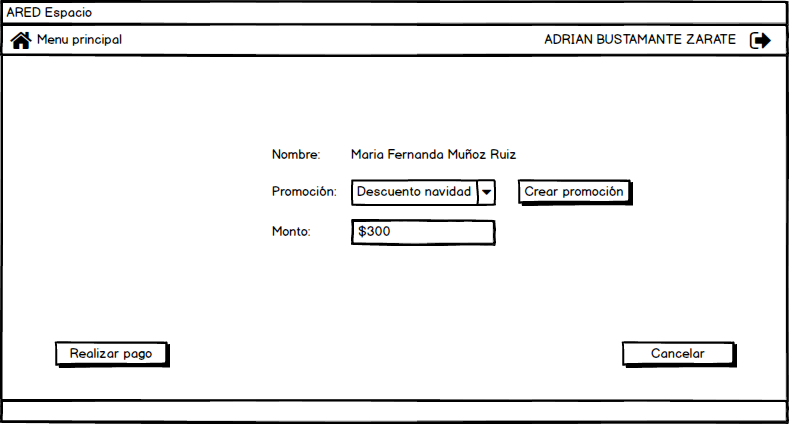 ARED Espacio
Menu principal ADRIAN BUSTAMANTE ZARATE
Nombre: Maria Fernanda Muñoz Ruiz
Promoción: Descuento navidad Crear promoción
Monto: $300
Realizar pago Cancelar